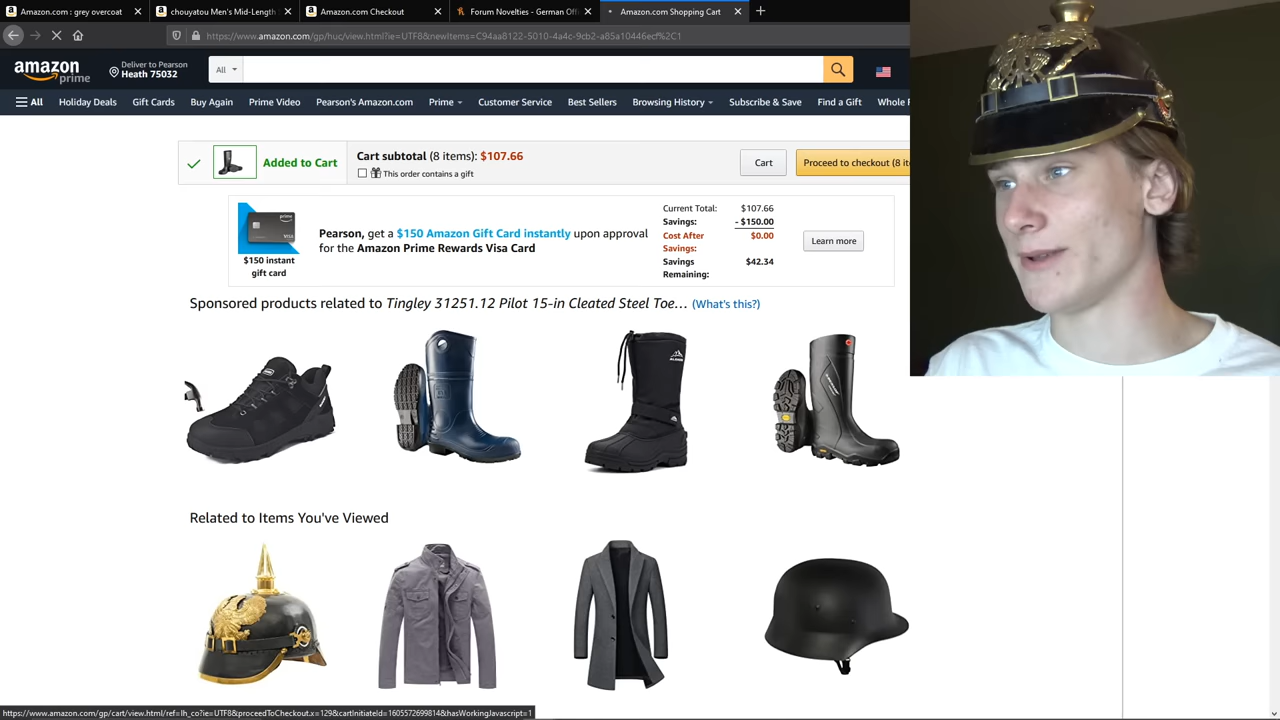 Amazon.com : grey overcoat
chouyatou Men's Mid-Length
Amazon.com Checkout
Forum Novelties - German Off
Amazon.com Shopping Cart
https://www.amazon.com/gp/huc/view.html?ie=UTF8&newItems=C94aa8122-5010-4a4c-9cb2-a85a10446ecf%2C1
amazon prime
Deliver to Pearson
Heath 75032
All
All
Holiday Deals
Gift Cards
Buy Again
Prime Video
Pearson's Amazon.com
Prime
Customer Service
Best Sellers
Browsing History
Subscribe & Save
Find a Gift
Whole F
Added to Cart
Cart subtotal (8 items): $107.66
This order contains a gift
Cart
Proceed to checkout (8 ite
$150 instant
gift card
Pearson, get a $150 Amazon Gift Card instantly upon approval
for the Amazon Prime Rewards Visa Card
Current Total: $107.66
Savings: - $150.00
Cost After $0.00
Savings:
Savings $42.34
Remaining:
Learn more
Sponsored products related to Tingley 31251.12 Pilot 15-in Cleated Steel Toe… (What's this?)
Related to Items You've Viewed
https://www.amazon.com/gp/cart/view.html/ref=lh_co?ie=UTF8&proceedToCheckout.x=129&cartInitiateId=1605572699814&hasWorkingJavascript=1